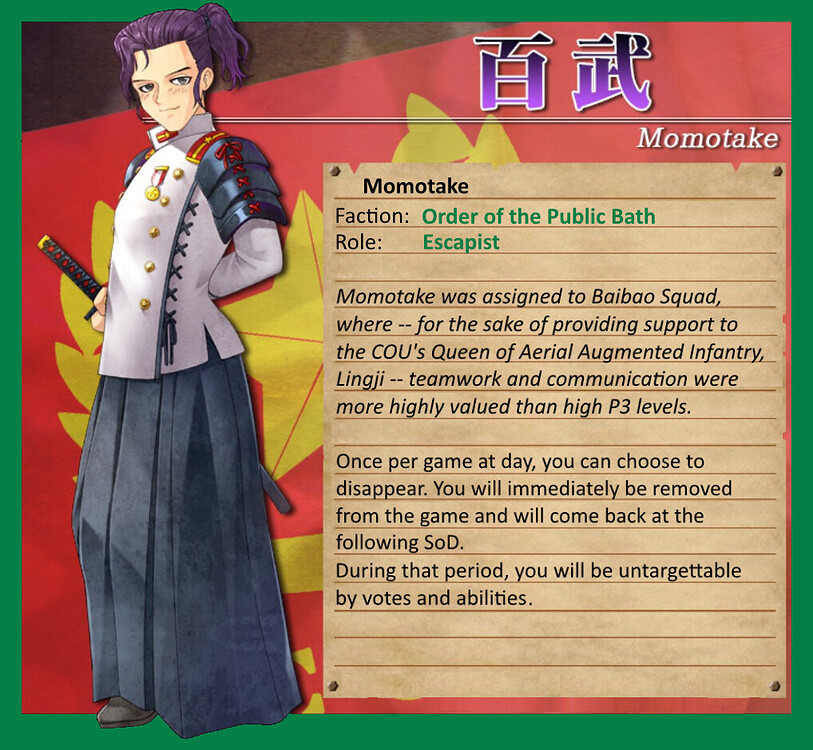 百武
Momotake
Momotake
Faction: Order of the Public Bath
Role: Escapist
Momotake was assigned to Baibao Squad,
where -- for the sake of providing support to
the COU's Queen of Aerial Augmented Infantry,
Lingji -- teamwork and communication were
more highly valued than high P3 levels.
Once per game at day, you can choose to
disappear. You will immediately be removed
from the game and will come back at the
following SoD.
During that period, you will be untargettable
by votes and abilities.